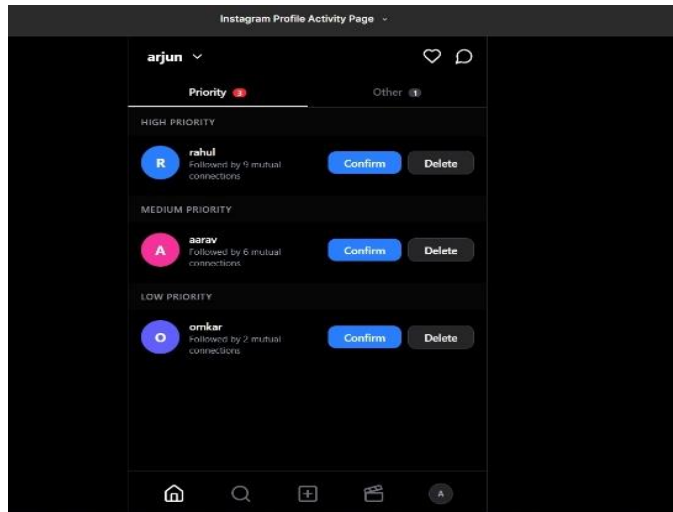 Instagram Profile Activity Page
arjun
Priority 3
Other 1
HIGH PRIORITY
R
rahul
Followed by 9 mutual
connections
Confirm
Delete
MEDIUM PRIORITY
A
aarav
Followed by 6 mutual
connections
Confirm
Delete
LOW PRIORITY
O
omkar
Followed by 2 mutual
connections
Confirm
Delete
A